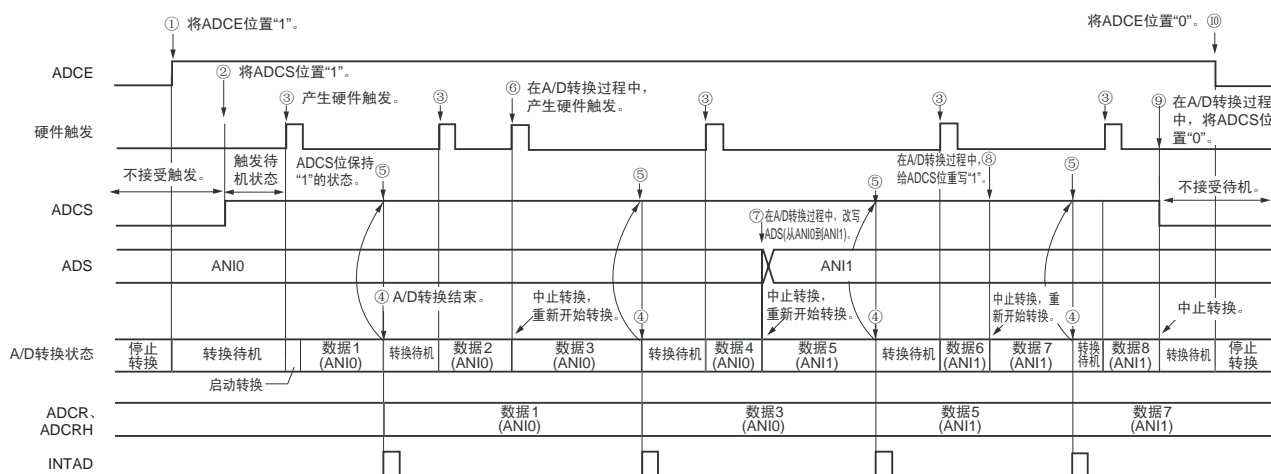 ① 将ADCE位置“1”。
将ADCE位置“0”。⑩
ADCE
② 将ADCS位置“1”。
③ 产生硬件触发。
③
⑥ 在A/D转换过程中，
产生硬件触发。
③
③
③
⑨ 在A/D转换过程
中，将ADCS位
置“0”。
硬件触发
不接受触发。
触发待
机状态
ADCS位保持
“1”的状态。
⑤
⑤
⑤
在A/D转换过程中，
给ADCS位重写“1”。
⑧
⑤
不接受待机。
ADCS
⑦在A/D转换过程中，改写
ADS(从ANI0到ANI1)。
ADS
ANI0
ANI1
④ A/D转换结束。
中止转换，
重新开始转换。
④
中止转换，
重新开始转换。
④
中止转换，重
新开始转换。
④
中止转换。
A/D转换状态
停止
转换
转换待机
数据1
(ANI0)
转换待机
数据2
(ANI0)
数据3
(ANI0)
转换待机
数据4
(ANI0)
数据5
(ANI1)
转换待机
数据6
(ANI1)
数据7
(ANI1)
转换
待机
数据8
(ANI1)
转换待机
停止
转换
启动转换
ADCR、
ADCRH
数据1
(ANI0)
数据3
(ANI0)
数据5
(ANI1)
数据7
(ANI1)
INTAD